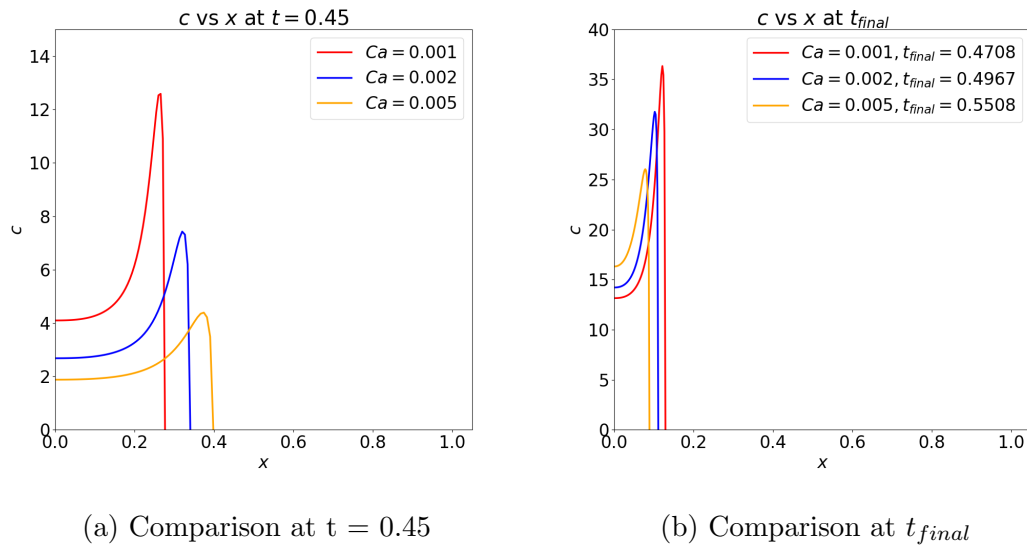 c vs x at t = 0.45
14
12
10
8
6
4
2
0
c
0.0 0.2 0.4 0.6 0.8 1.0
x
Ca = 0.001
Ca = 0.002
Ca = 0.005
(a) Comparison at t = 0.45
c vs x at t_final
40
35
30
25
20
15
10
5
0
c
0.0 0.2 0.4 0.6 0.8 1.0
x
Ca = 0.001, t_final = 0.4708
Ca = 0.002, t_final = 0.4967
Ca = 0.005, t_final = 0.5508
(b) Comparison at t_final